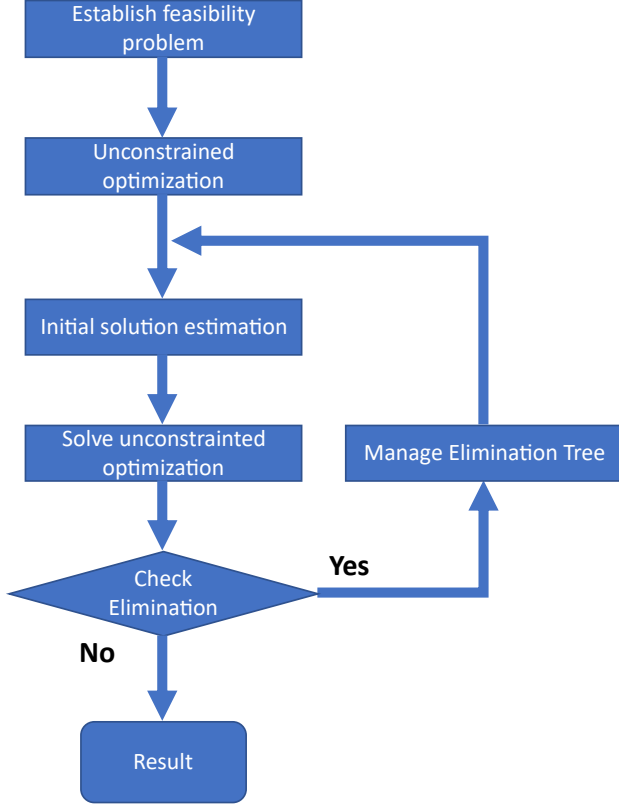 Establish feasibility
problem
Unconstrained
optimization
Initial solution estimation
Solve unconstrainted
optimization
Manage Elimination Tree
Check
Elimination
Yes
No
Result